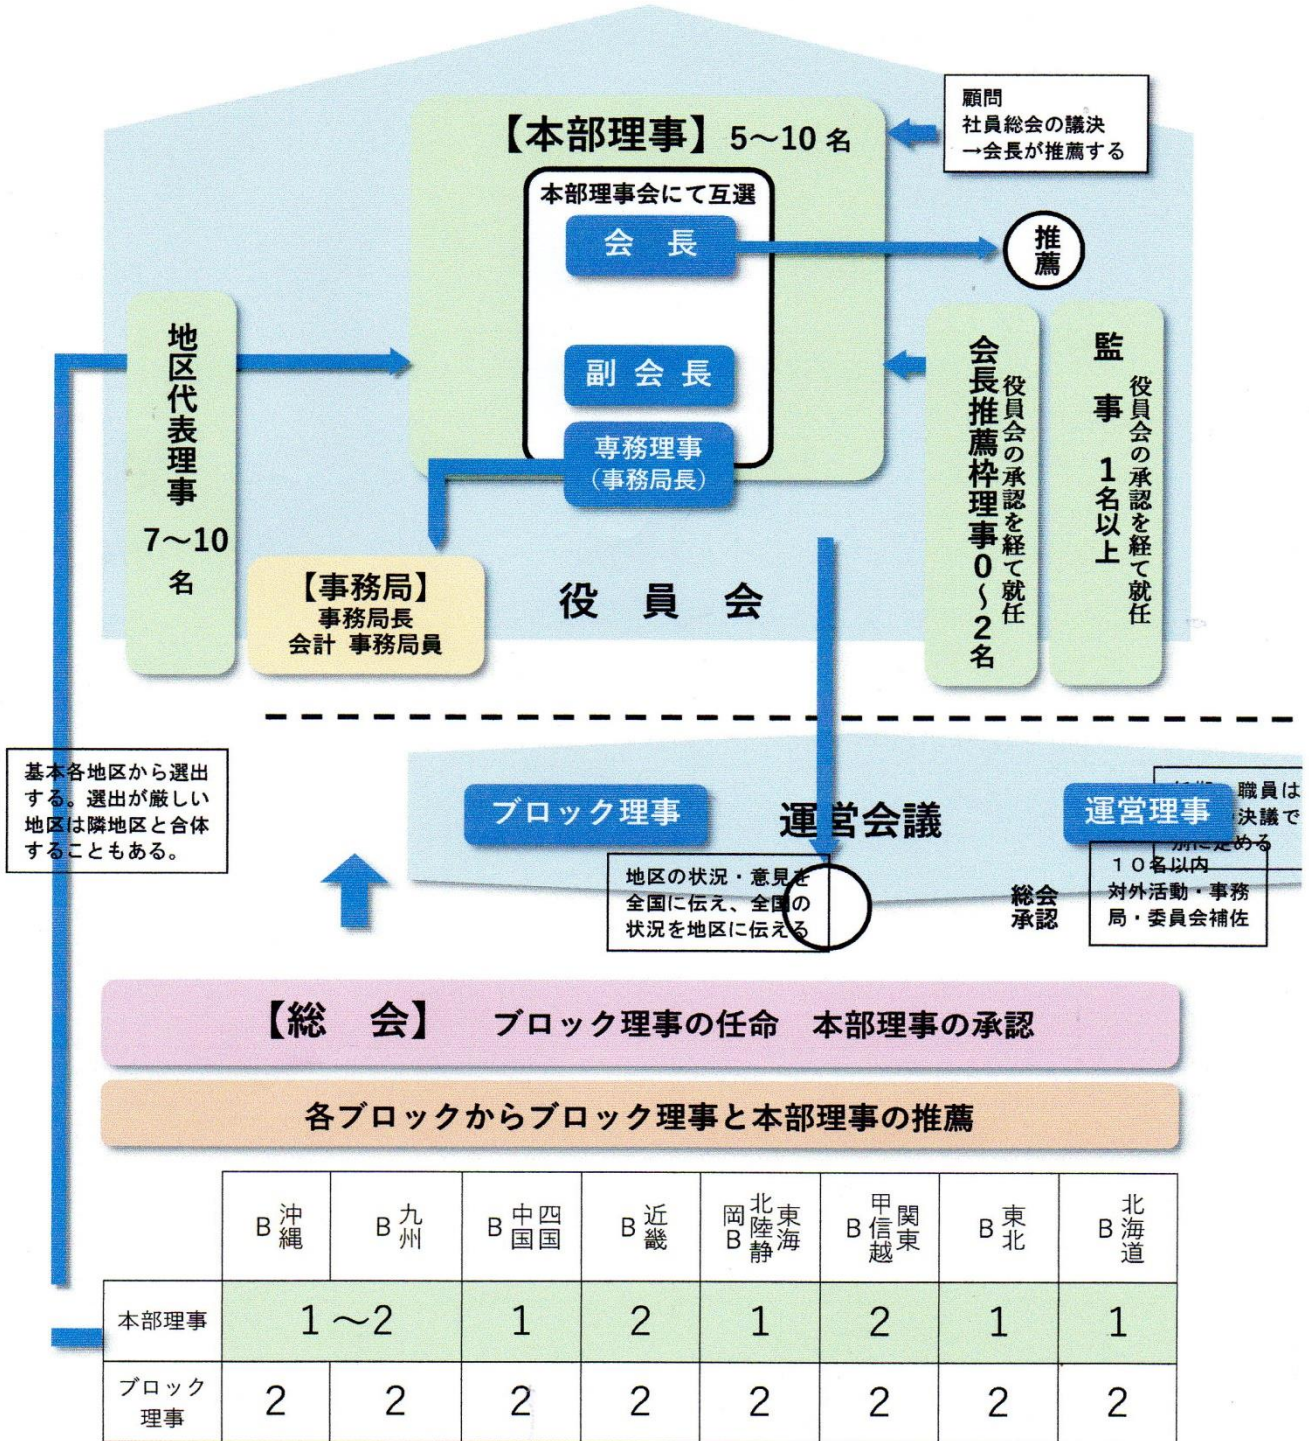 顧問
社員総会の議決
→会長が推薦する
【本部理事】5～10 名
本部理事会にて互選
会　長
推薦
副 会 長
専務理事
（事務局長）
地区代表理事
7～10
名
会長推薦枠理事0～2名
役員会の承認を経て就任
監　事　1名以上
役員会の承認を経て就任
【事務局】
事務局長
会計 事務局員
役　員　会
基本各地区から選出
する。選出が厳しい
地区は隣地区と合体
することもある。
ブロック理事
運営会議
運営理事
職員は
決議で
別に定める
地区の状況・意見を
全国に伝え、全国の
状況を地区に伝える
総会
承認
１０名以内
対外活動・事務
局・委員会補佐
【総　会】　ブロック理事の任命　本部理事の承認
各ブロックからブロック理事と本部理事の推薦
沖縄B 九州B 四国中国B 近畿B 東海北陸静岡B 関東甲信越B 東北B 北海道B
本部理事 1～2 1 2 1 2 1 1
ブロック理事 2 2 2 2 2 2 2 2